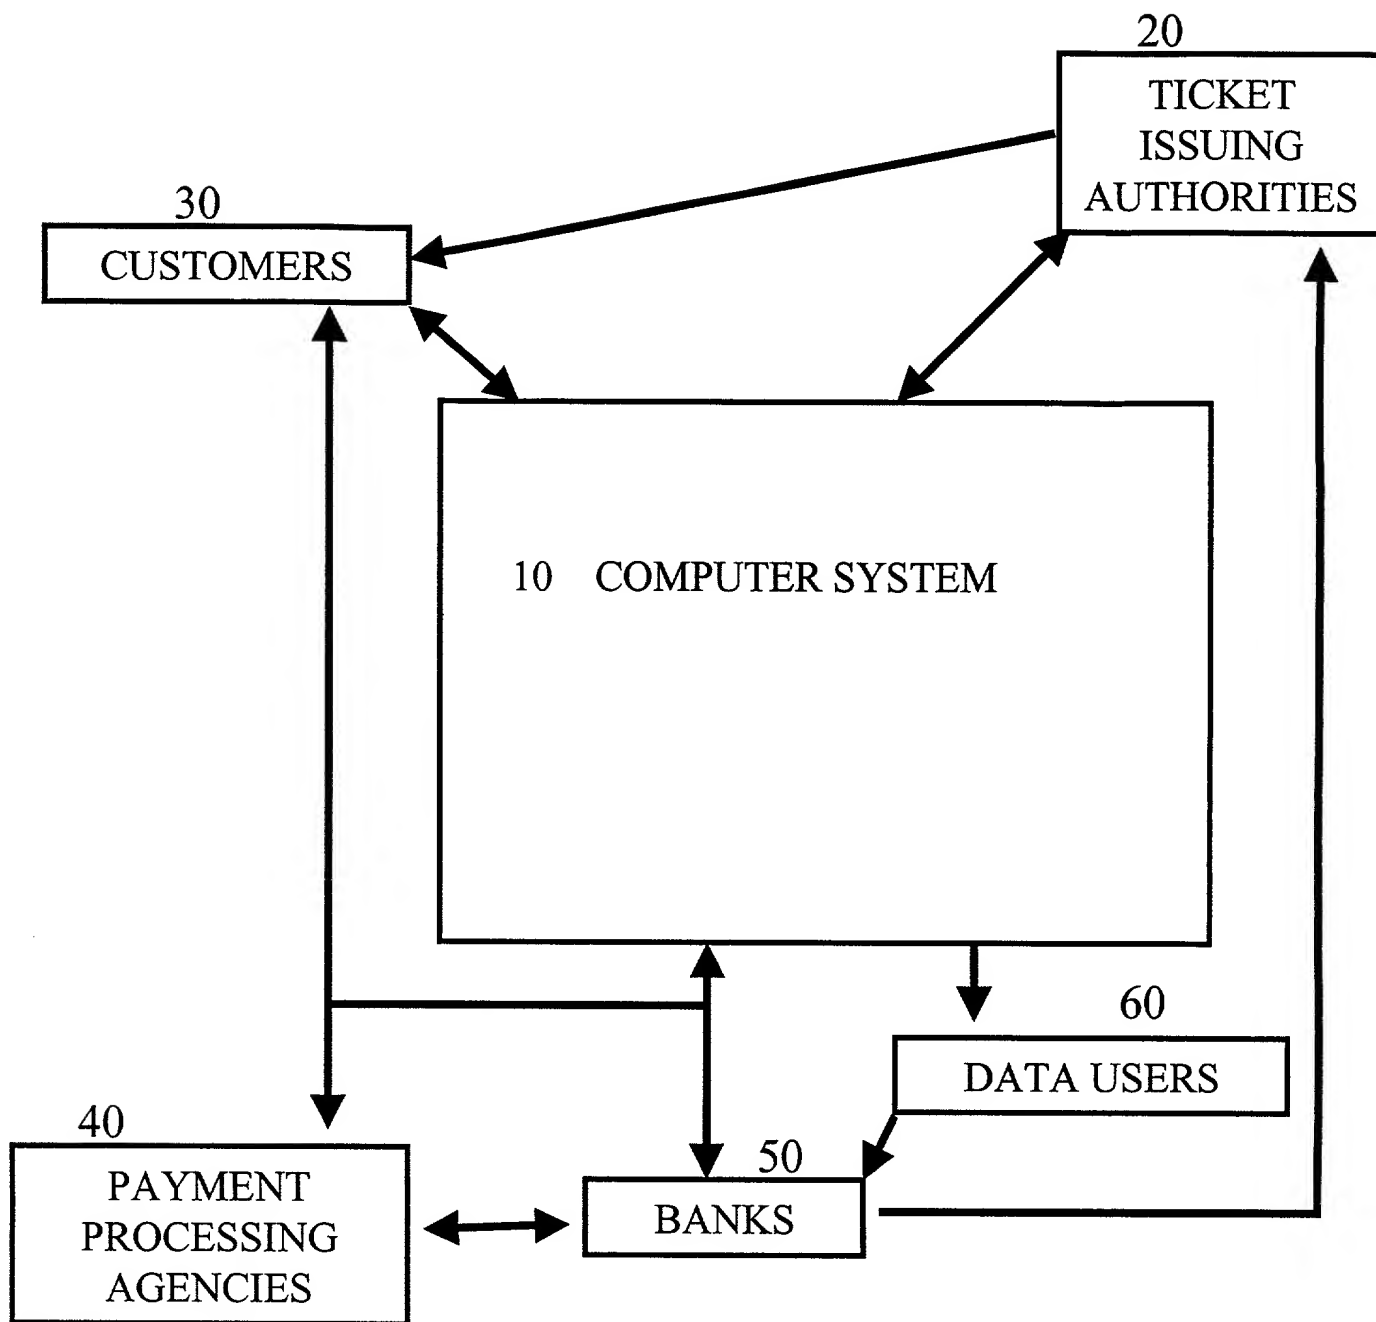 20
TICKET
ISSUING
AUTHORITIES
30
CUSTOMERS
10 COMPUTER SYSTEM
60
DATA USERS
40
PAYMENT
PROCESSING
AGENCIES
50
BANKS